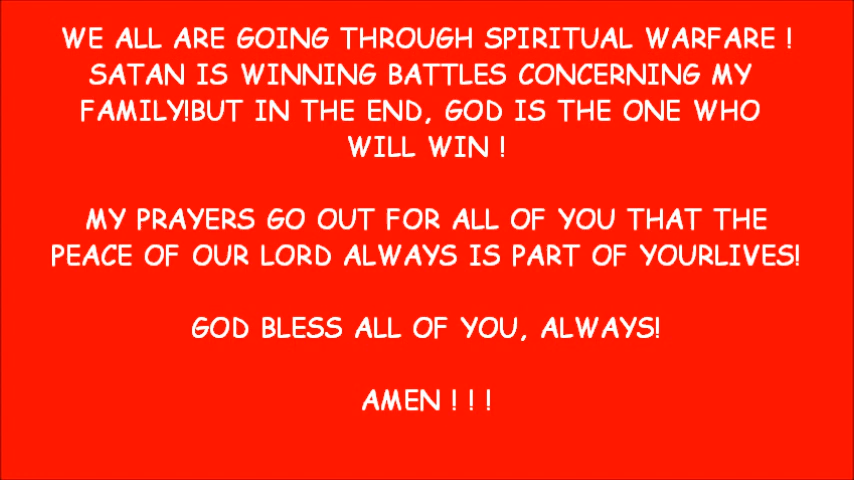 WE ALL ARE GOING THROUGH SPIRITUAL WARFARE !
SATAN IS WINNING BATTLES CONCERNING MY
FAMILY!BUT IN THE END, GOD IS THE ONE WHO
WILL WIN !
MY PRAYERS GO OUT FOR ALL OF YOU THAT THE
PEACE OF OUR LORD ALWAYS IS PART OF YOURLIVES!
GOD BLESS ALL OF YOU, ALWAYS!
AMEN ! ! !